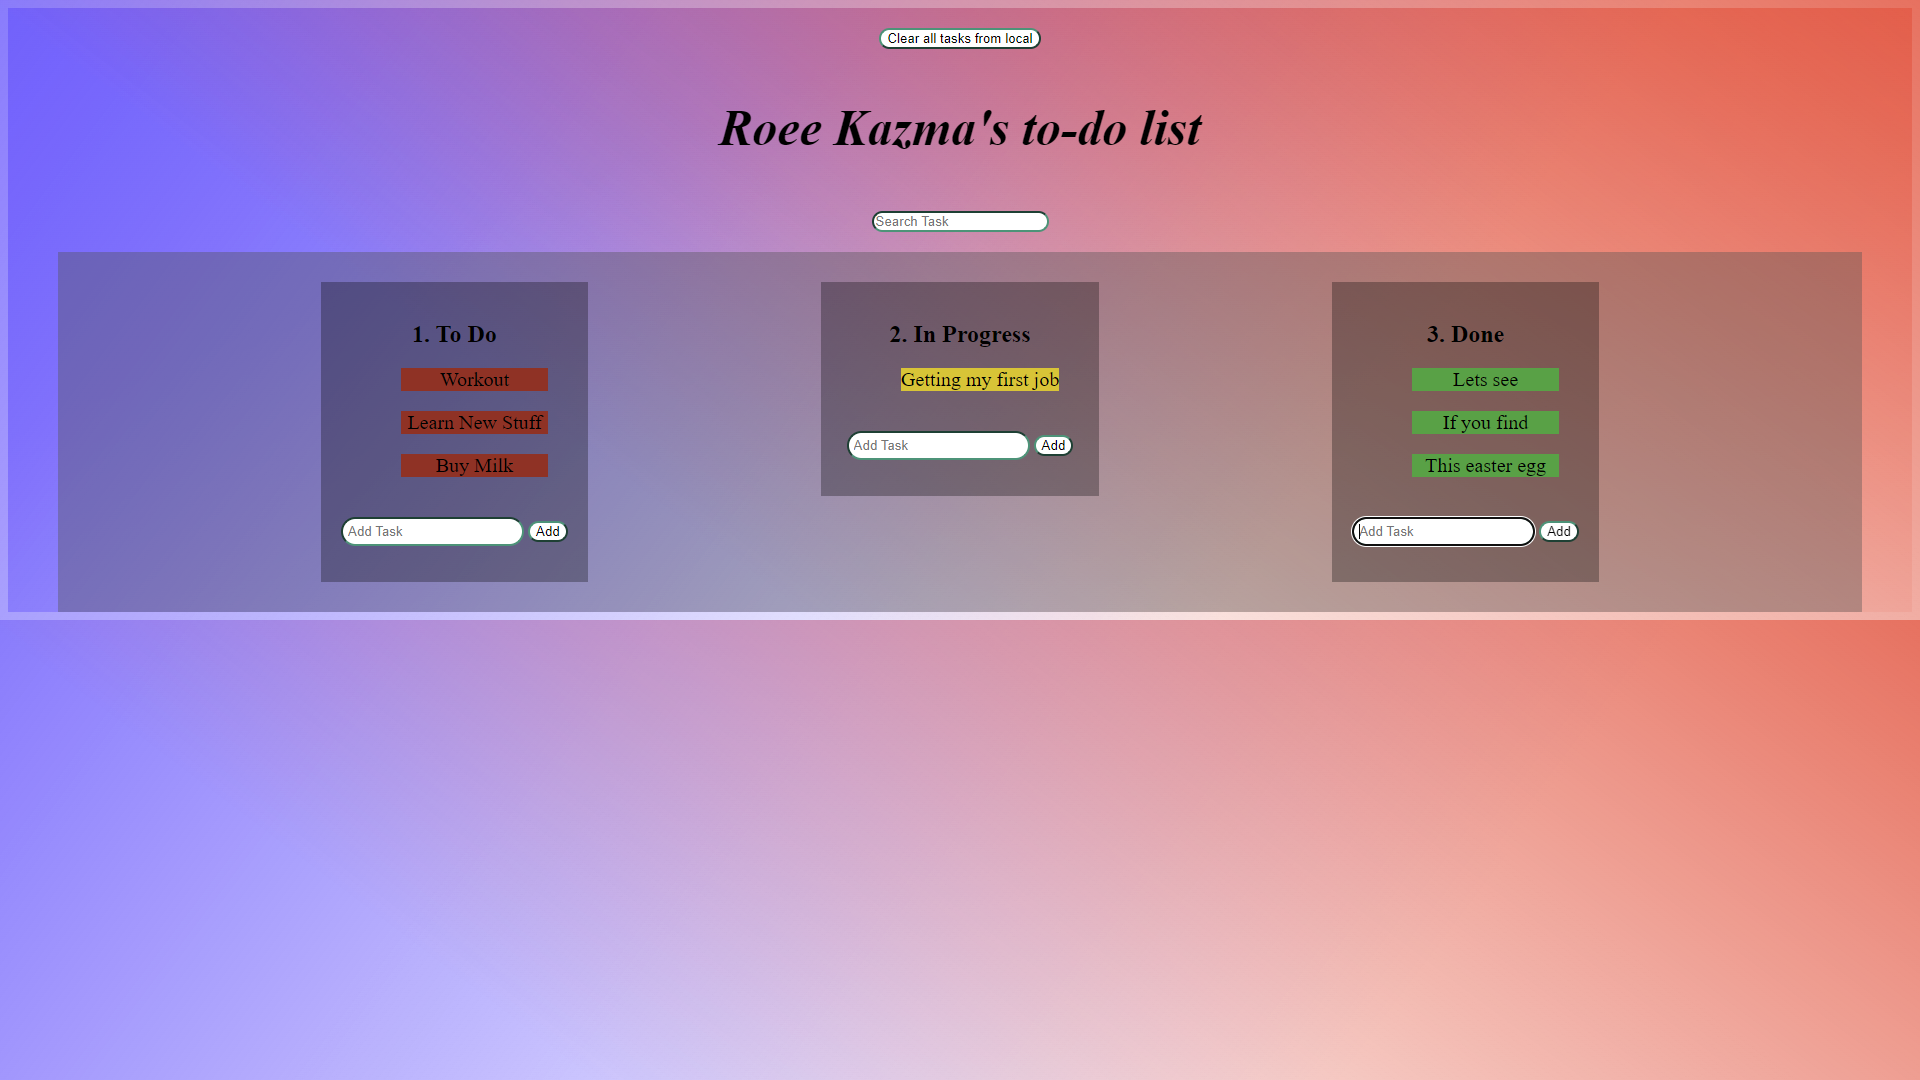 Clear all tasks from local
Roee Kazma's to-do list
Search Task
1. To Do
Workout
Learn New Stuff
Buy Milk
Add Task Add
2. In Progress
Getting my first job
Add Task Add
3. Done
Lets see
If you find
This easter egg
Add Task Add